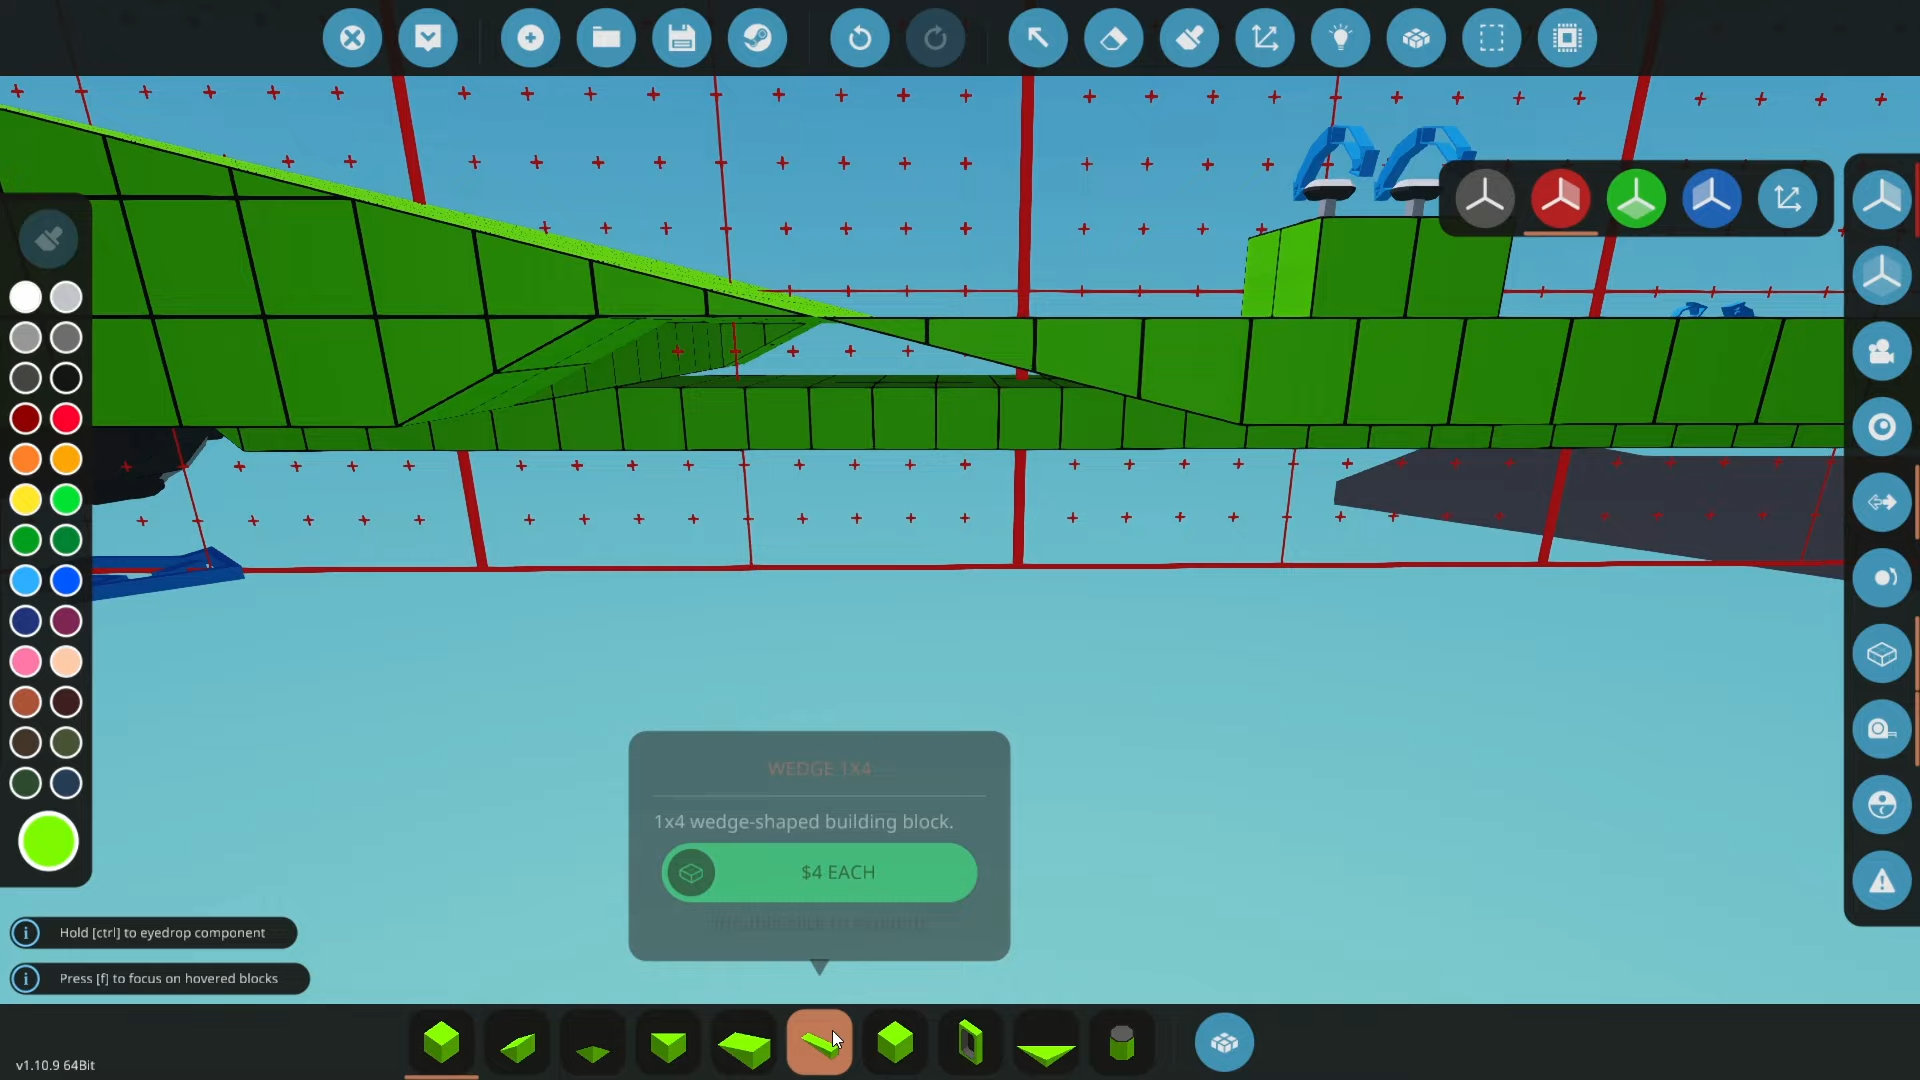 WEDGE 1X4
1x4 wedge-shaped building block.
$4 EACH
Hold [ctrl] to eyedrop component
Press [f] to focus on hovered blocks
v1.10.9 64Bit